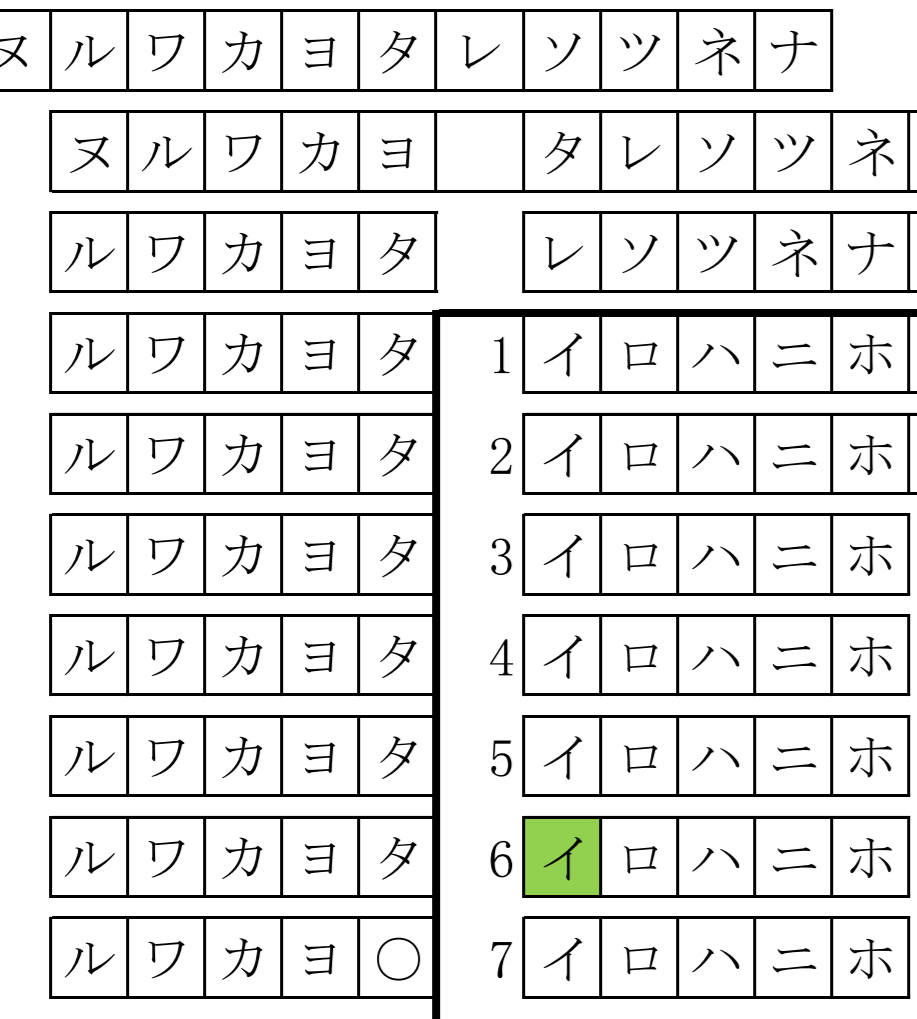 ヌルワカヨタレソツネナ
ヌルワカヨ タレソツネ
ルワカヨタ レソツネナ
ルワカヨタ 1イロハニホ
ルワカヨタ 2イロハニホ
ルワカヨタ 3イロハニホ
ルワカヨタ 4イロハニホ
ルワカヨタ 5イロハニホ
ルワカヨタ 6イロハニホ
ルワカヨ○ 7イロハニホ